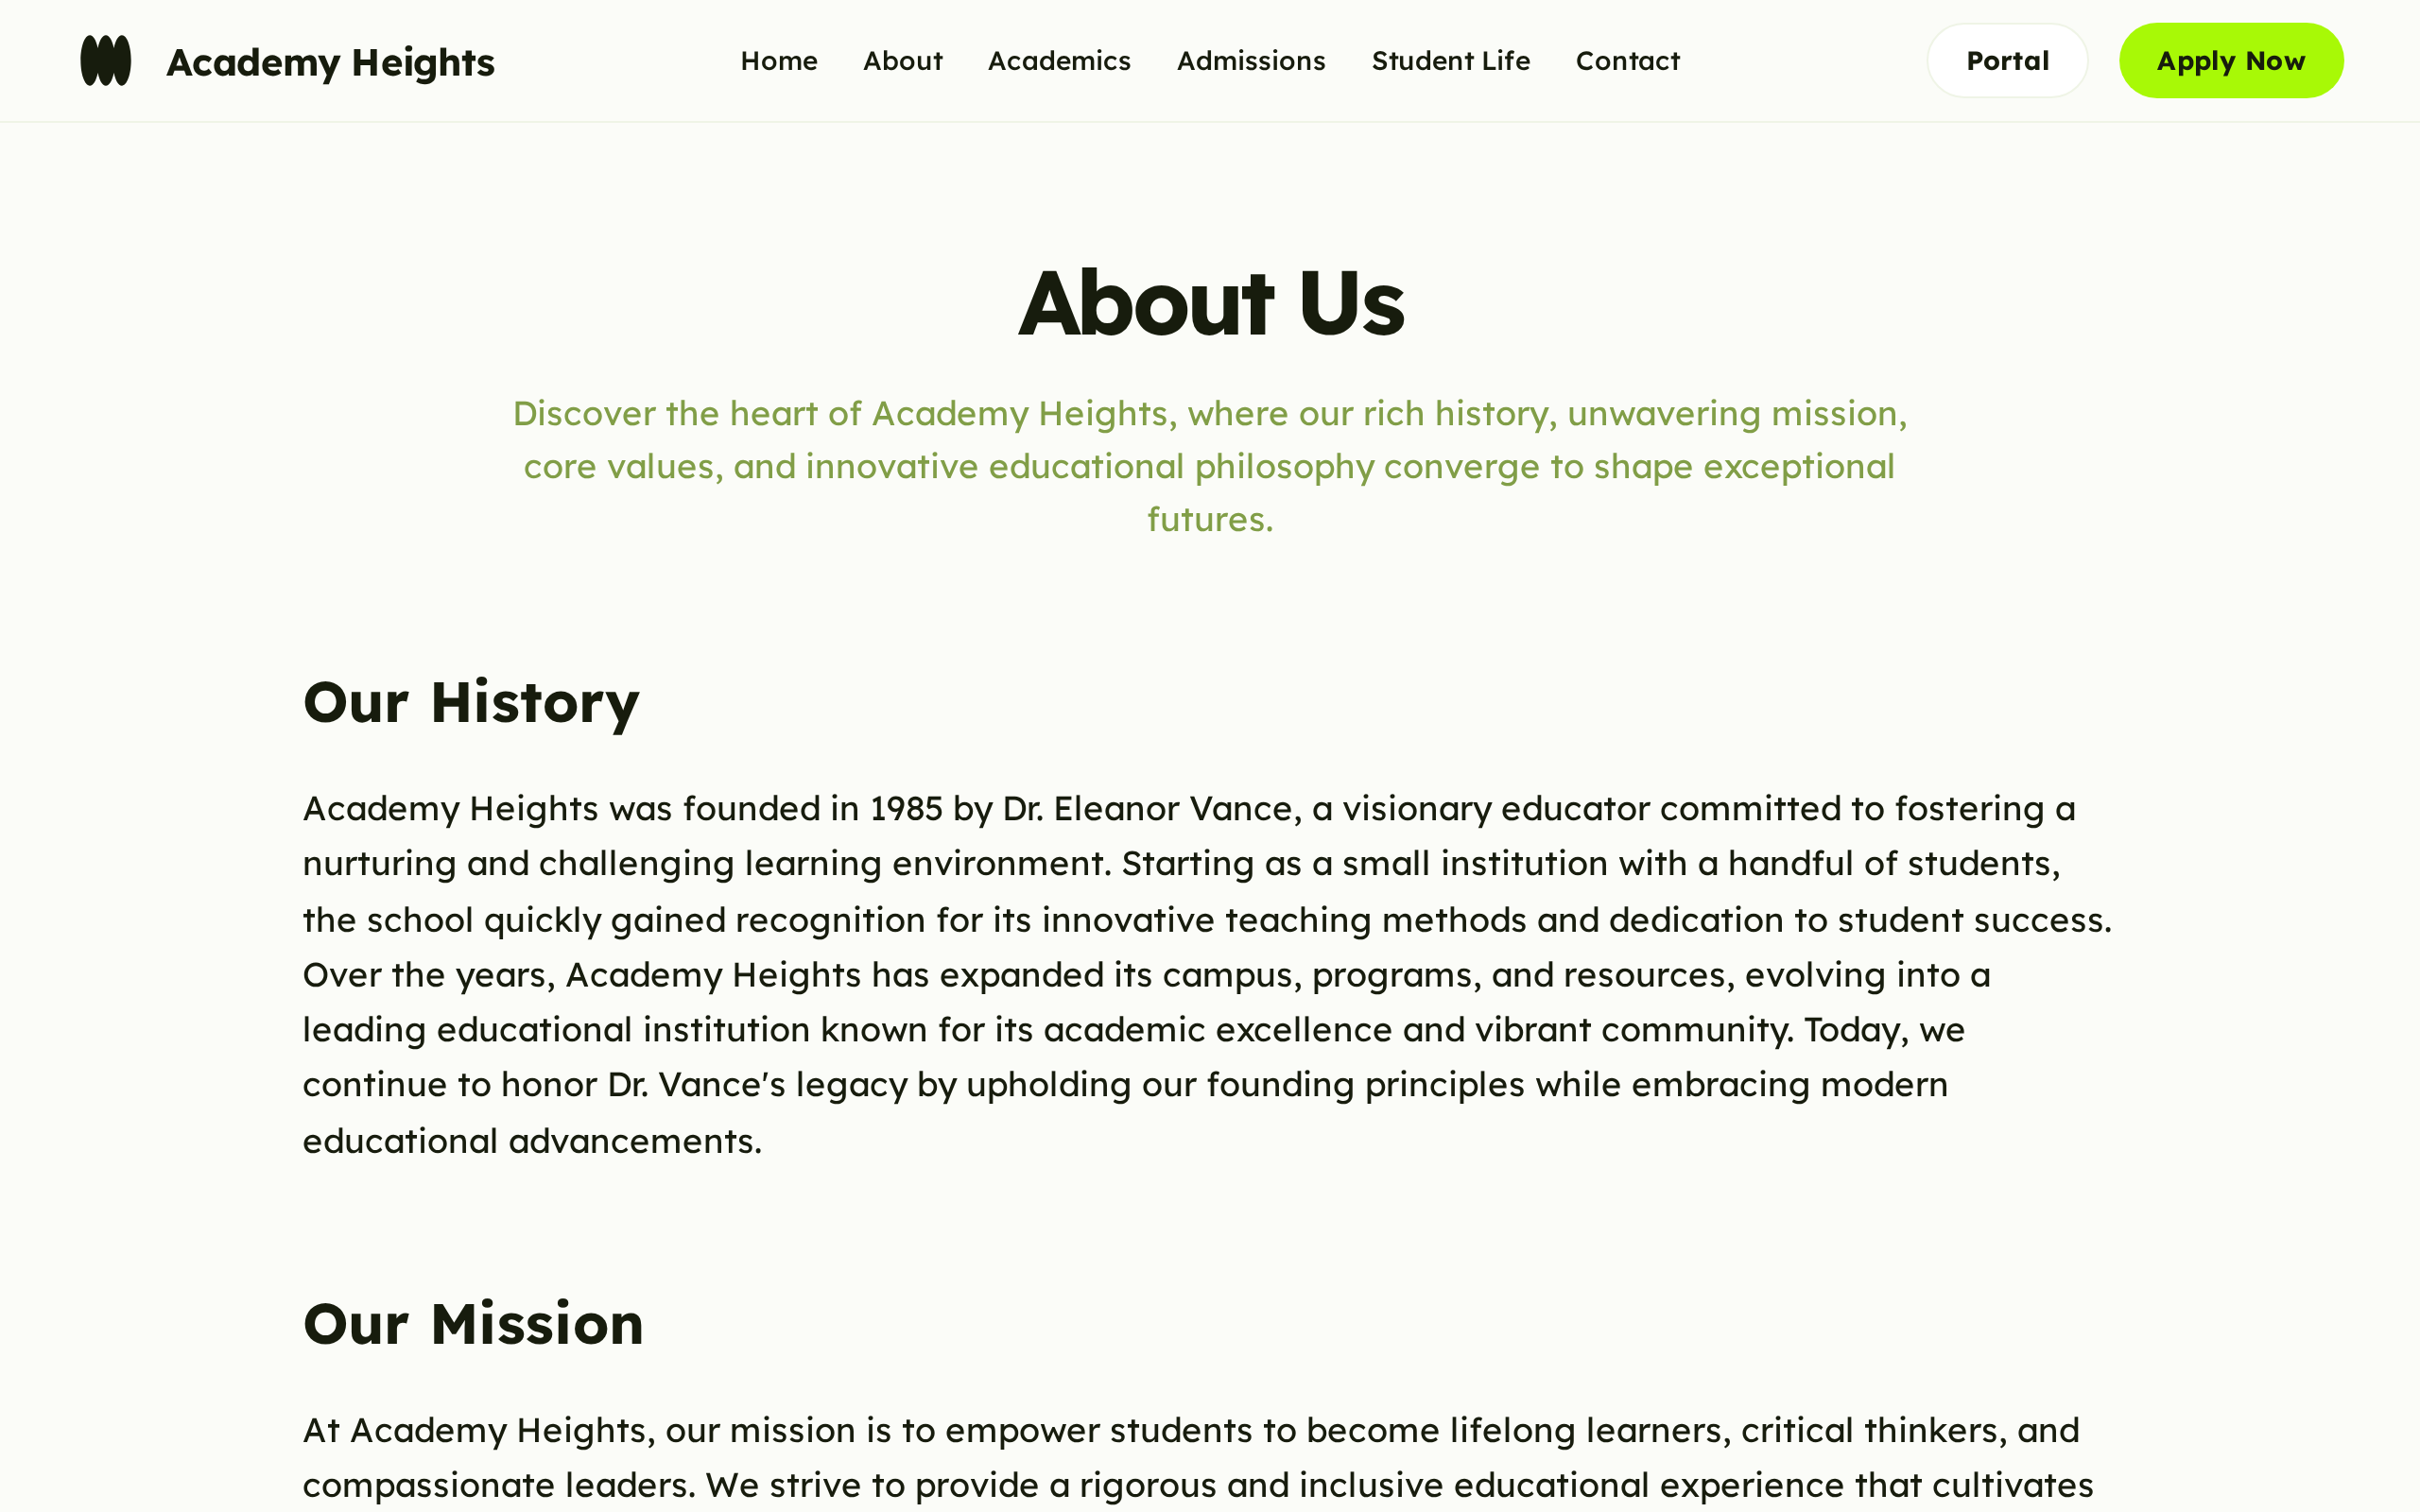 Academy Heights
Home About Academics Admissions Student Life Contact
Portal Apply Now
About Us
Discover the heart of Academy Heights, where our rich history, unwavering mission,
core values, and innovative educational philosophy converge to shape exceptional
futures.
Our History
Academy Heights was founded in 1985 by Dr. Eleanor Vance, a visionary educator committed to fostering a
nurturing and challenging learning environment. Starting as a small institution with a handful of students,
the school quickly gained recognition for its innovative teaching methods and dedication to student success.
Over the years, Academy Heights has expanded its campus, programs, and resources, evolving into a
leading educational institution known for its academic excellence and vibrant community. Today, we
continue to honor Dr. Vance's legacy by upholding our founding principles while embracing modern
educational advancements.
Our Mission
At Academy Heights, our mission is to empower students to become lifelong learners, critical thinkers, and
compassionate leaders. We strive to provide a rigorous and inclusive educational experience that cultivates